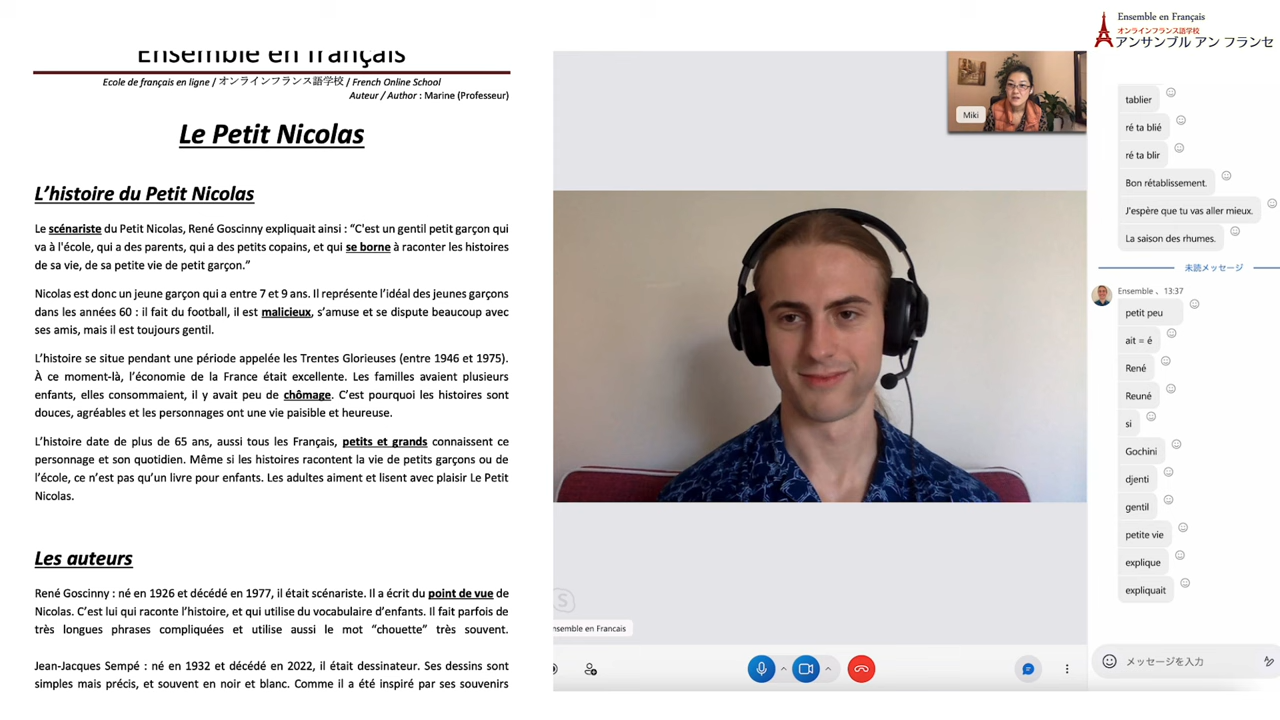 Ensemble en français
Ecole de français en ligne / オンラインフランス語学校 / French Online School
Auteur / Author : Marine (Professeur)
Le Petit Nicolas
L’histoire du Petit Nicolas
Le scénariste du Petit Nicolas, René Goscinny expliquait ainsi : “C’est un gentil petit garçon qui
va à l'école, qui a des parents, qui a des petits copains, et qui se borne à raconter les histoires
de sa vie, de sa petite vie de petit garçon.”
Nicolas est donc un jeune garçon qui a entre 7 et 9 ans. Il représente l’idéal des jeunes garçons
dans les années 60 : il fait du football, il est malicieux, s’amuse et se dispute beaucoup avec
ses amis, mais il est toujours gentil.
L’histoire se situe pendant une période appelée les Trentes Glorieuses (entre 1946 et 1975).
À ce moment-là, l’économie de la France était excellente. Les familles avaient plusieurs
enfants, elles consommaient, il y avait peu de chômage. C’est pourquoi les histoires sont
douces, agréables et les personnages ont une vie paisible et heureuse.
L’histoire date de plus de 65 ans, aussi tous les Français, petits et grands connaissent ce
personnage et son quotidien. Même si les histoires racontent la vie de petits garçons ou de
l’école, ce n’est pas qu’un livre pour enfants. Les adultes aiment et lisent avec plaisir Le Petit
Nicolas.
Les auteurs
René Goscinny : né en 1926 et décédé en 1977, il était scénariste. Il a écrit du point de vue de
Nicolas. C’est lui qui raconte l’histoire, et qui utilise du vocabulaire d’enfants. Il fait parfois de
très longues phrases compliquées et utilise aussi le mot “chouette” très souvent.
Jean-Jacques Sempé : né en 1932 et décédé en 2022, il était dessinateur. Ses dessins sont
simples mais précis, et souvent en noir et blanc. Comme il a été inspiré par ses souvenirs
Miki
nsemble en Francais
Ensemble en Français
オンラインフランス語学校
アンサンブル アン フランセ
tablier
ré ta blié
ré ta blir
Bon rétablissement.
J'espère que tu vas aller mieux.
La saison des rhumes.
未読メッセージ
Ensemble 、13:37
petit peu
ait = é
René
Reuné
si
Gochini
djenti
gentil
petite vie
explique
expliquait
メッセージを入力